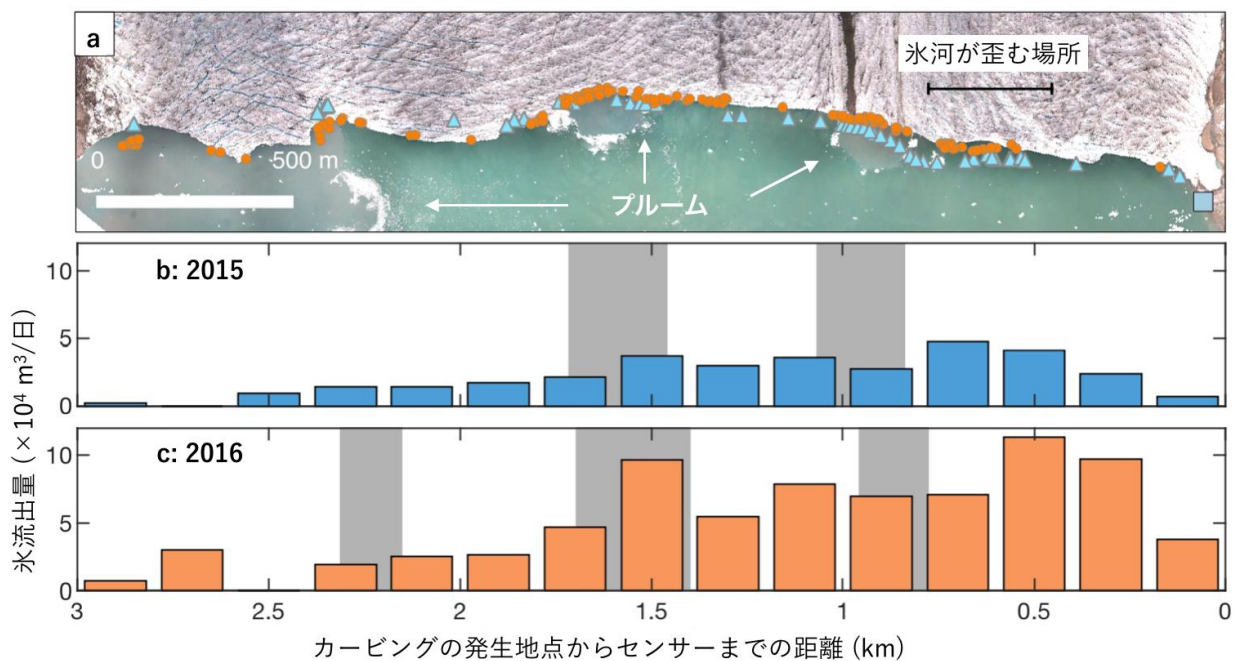 a
氷河が歪む場所
0
500 m
プルーム
b: 2015
10
5
0
c: 2016
10
5
0
氷流出量 (×10⁴ m³/日)
3
2.5
2
1.5
1
0.5
0
カービングの発生地点からセンサーまでの距離 (km)